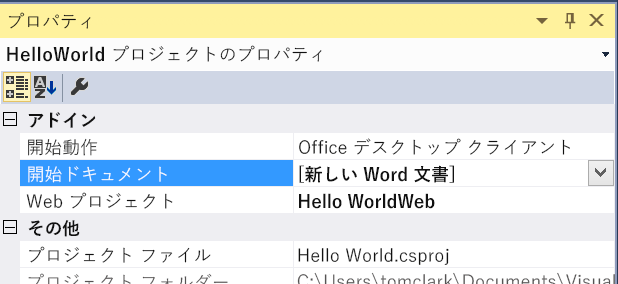 プロパティ
HelloWorld プロジェクトのプロパティ
アドイン
開始動作 Office デスクトップ クライアント
開始ドキュメント [新しい Word 文書]
Web プロジェクト Hello WorldWeb
その他
プロジェクト ファイル Hello World.csproj
プロジェクト フォルダー C:\Users\tomclark\Documents\Visual